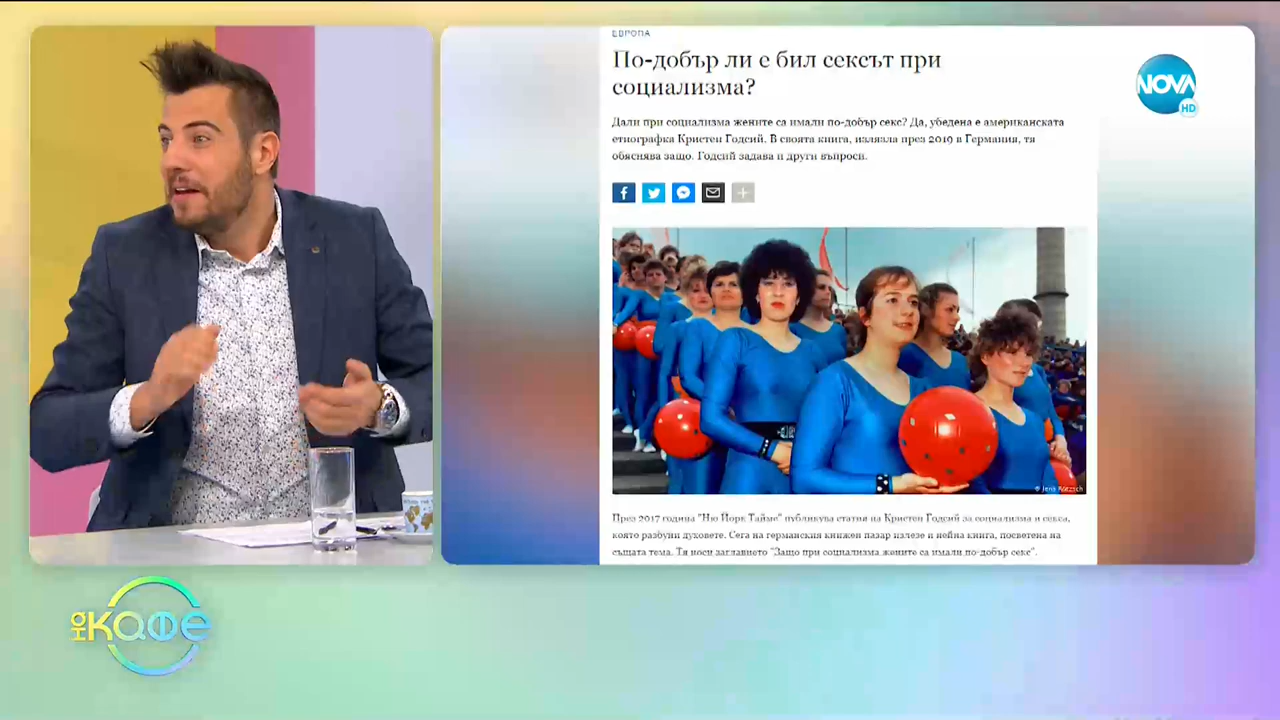 ЕВРОПА
По-добър ли е бил сексът при
социализма?
Дали при социализма жените са имали по-добър секс? Да, убедена е американската
етнографка Кристен Годсий. В своята книга, излязла през 2019 в Германия, тя
обяснява защо. Годсий задава и други въпроси.
© Jens Rötzsch
През 2017 година "Ню Йорк Таймс" публикува статия на Кристен Годсий за социализма и секса,
която разбуни духовете. Сега на германския книжен пазар излезе и нейна книга, посветена на
същата тема. Тя носи заглавието "Защо при социализма жените са имали по-добър секс".
NOVA
HD
на кафе